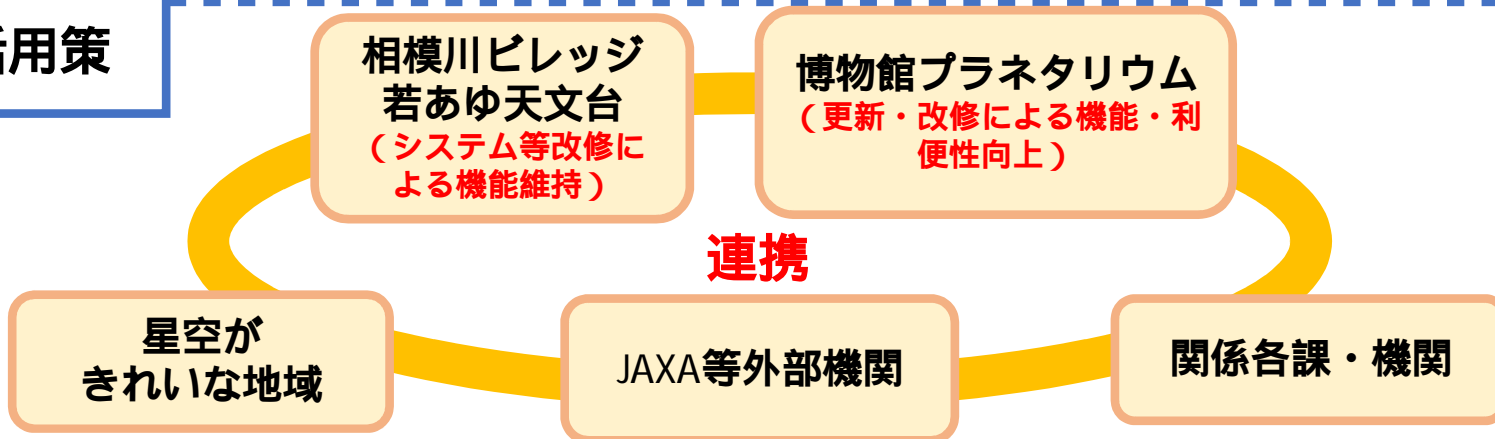 活用策
相模川ビレッジ
若あゆ天文台
（システム等改修に
よる機能維持）
博物館プラネタリウム
（更新・改修による機能・利
便性向上）
連携
星空が
きれいな地域
JAXA等外部機関
関係各課・機関